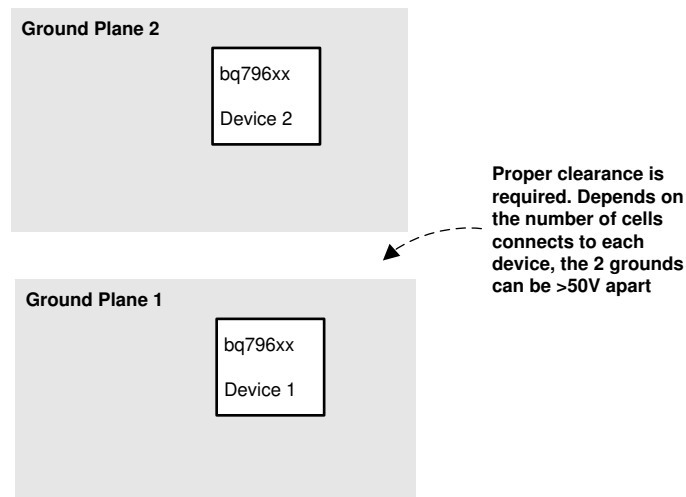 Ground Plane 2
bq796xx
Device 2
Proper clearance is
required. Depends on
the number of cells
connects to each
device, the 2 grounds
can be >50V apart
Ground Plane 1
bq796xx
Device 1